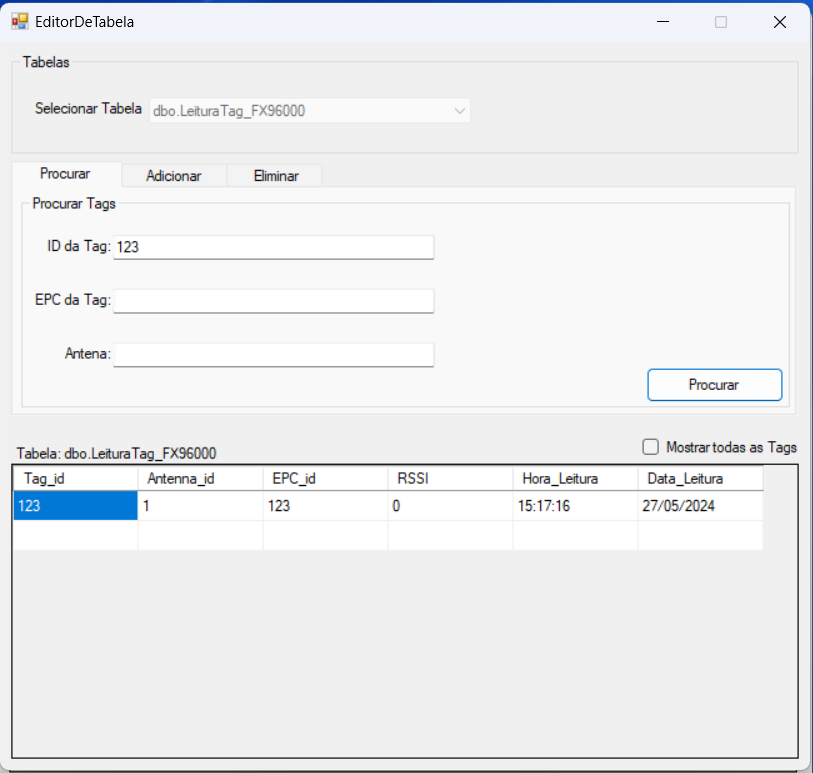 EditorDeTabela
Tabelas
Selecionar Tabela dbo.LeituraTag_FX96000
Procurar Adicionar Eliminar
Procurar Tags
ID da Tag: 123
EPC da Tag:
Antena:
Procurar
Mostrar todas as Tags
Tabela: dbo.LeituraTag_FX96000
Tag_id Antenna_id EPC_id RSSI Hora_Leitura Data_Leitura
123 1 123 0 15:17:16 27/05/2024